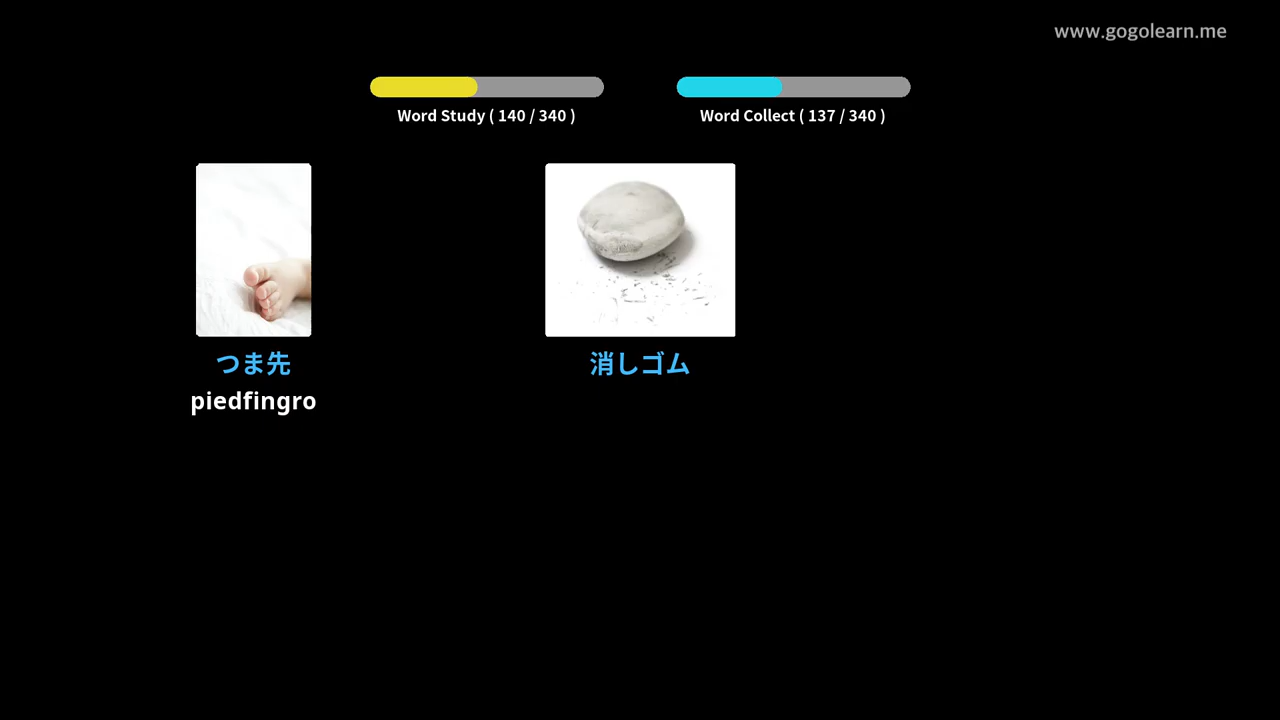 www.gogolearn.me
Word Study ( 140 / 340 )
Word Collect ( 137 / 340 )
つま先
piedfingro
消しゴム